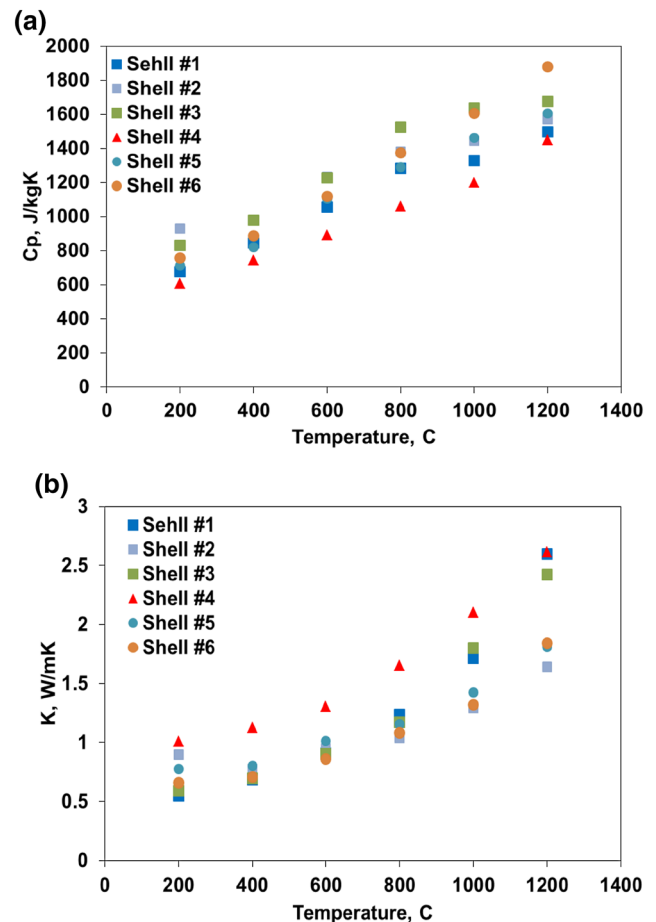 (a)
2000
1800
1600
1400
1200
1000
800
600
400
200
0
Cp, J/kgK
Sehll #1
Shell #2
Shell #3
Shell #4
Shell #5
Shell #6
0 200 400 600 800 1000 1200 1400
Temperature, C
(b)
3
2.5
2
1.5
1
0.5
0
K, W/mK
Sehll #1
Shell #2
Shell #3
Shell #4
Shell #5
Shell #6
0 200 400 600 800 1000 1200 1400
Temperature, C